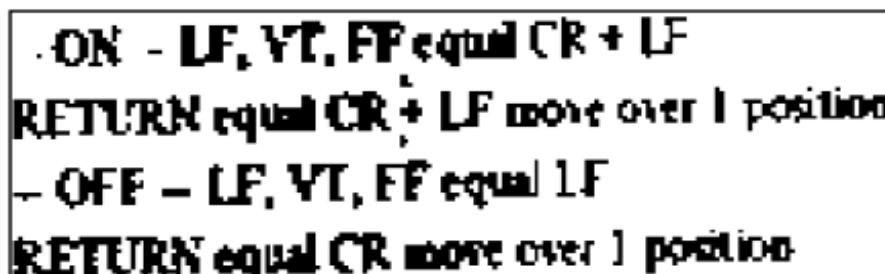 - ON - LF, VT, FF equal CR + LF
RETURN equal CR + LF move over 1 position
- OFF - LF, VT, FF equal LF
RETURN equal CR move over 1 position